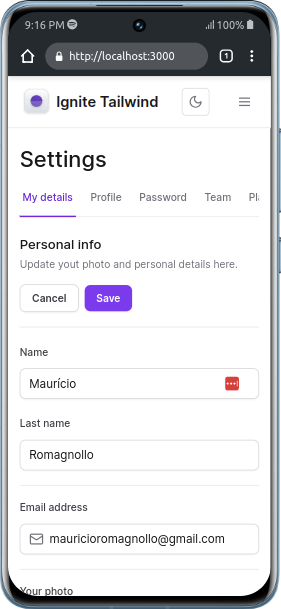 9:16 PM 100%
http://localhost:3000 1
Ignite Tailwind
Settings
My details Profile Password Team Pl
Personal info
Update yout photo and personal details here.
Cancel Save
Name
Maurício
Last name
Romagnollo
Email address
mauricioromagnollo@gmail.com
Your photo